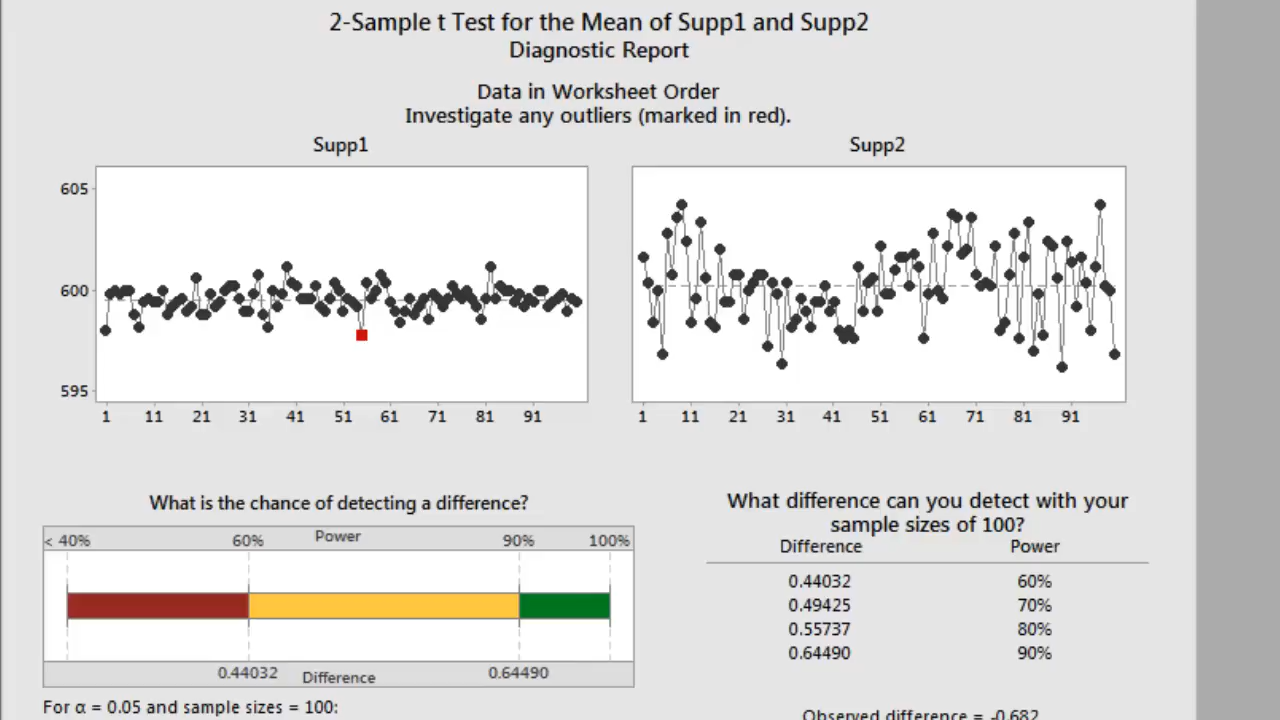 2-Sample t Test for the Mean of Supp1 and Supp2
Diagnostic Report
Data in Worksheet Order
Investigate any outliers (marked in red).
Supp1
Supp2
605
600
595
1 11 21 31 41 51 61 71 81 91
1 11 21 31 41 51 61 71 81 91
What is the chance of detecting a difference?
< 40% 60% Power 90% 100%
0.44032 Difference 0.64490
For α = 0.05 and sample sizes = 100:
What difference can you detect with your
sample sizes of 100?
Difference Power
0.44032 60%
0.49425 70%
0.55737 80%
0.64490 90%
Observed difference = -0.682